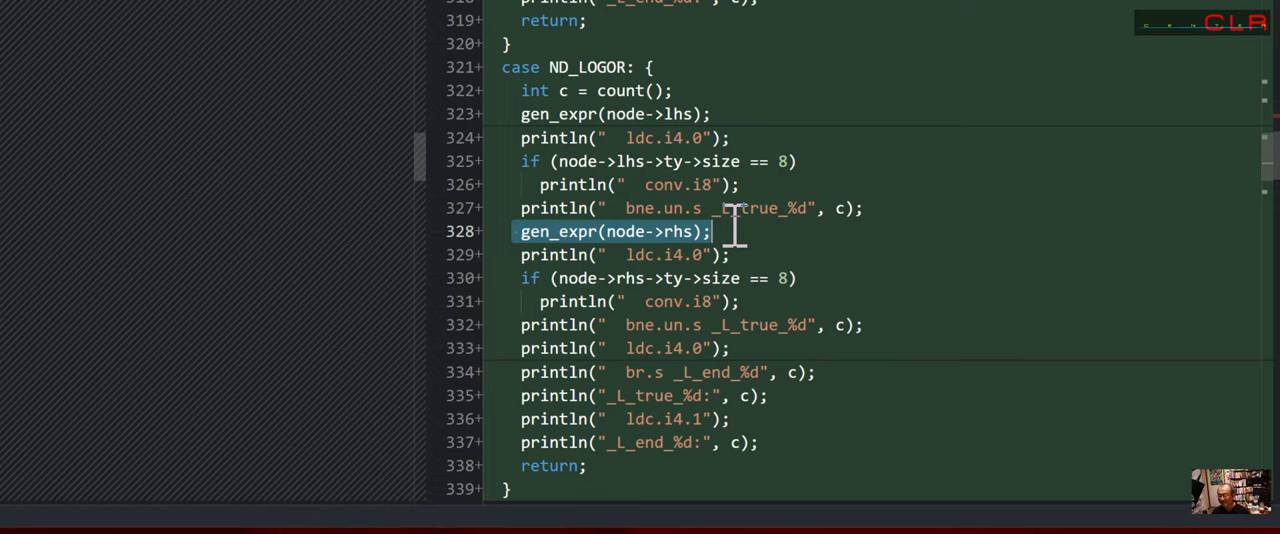 318+ println("_L_end_%d:", c);
319+ return;
320+ }
321+ case ND_LOGOR: {
322+ int c = count();
323+ gen_expr(node->lhs);
324+ println("  ldc.i4.0");
325+ if (node->lhs->ty->size == 8)
326+ println("  conv.i8");
327+ println("  bne.un.s _L_true_%d", c);
328+ gen_expr(node->rhs);
329+ println("  ldc.i4.0");
330+ if (node->rhs->ty->size == 8)
331+ println("  conv.i8");
332+ println("  bne.un.s _L_true_%d", c);
333+ println("  ldc.i4.0");
334+ println("  br.s _L_end_%d", c);
335+ println("_L_true_%d:", c);
336+ println("  ldc.i4.1");
337+ println("_L_end_%d:", c);
338+ return;
339+ }
CENTER CLR